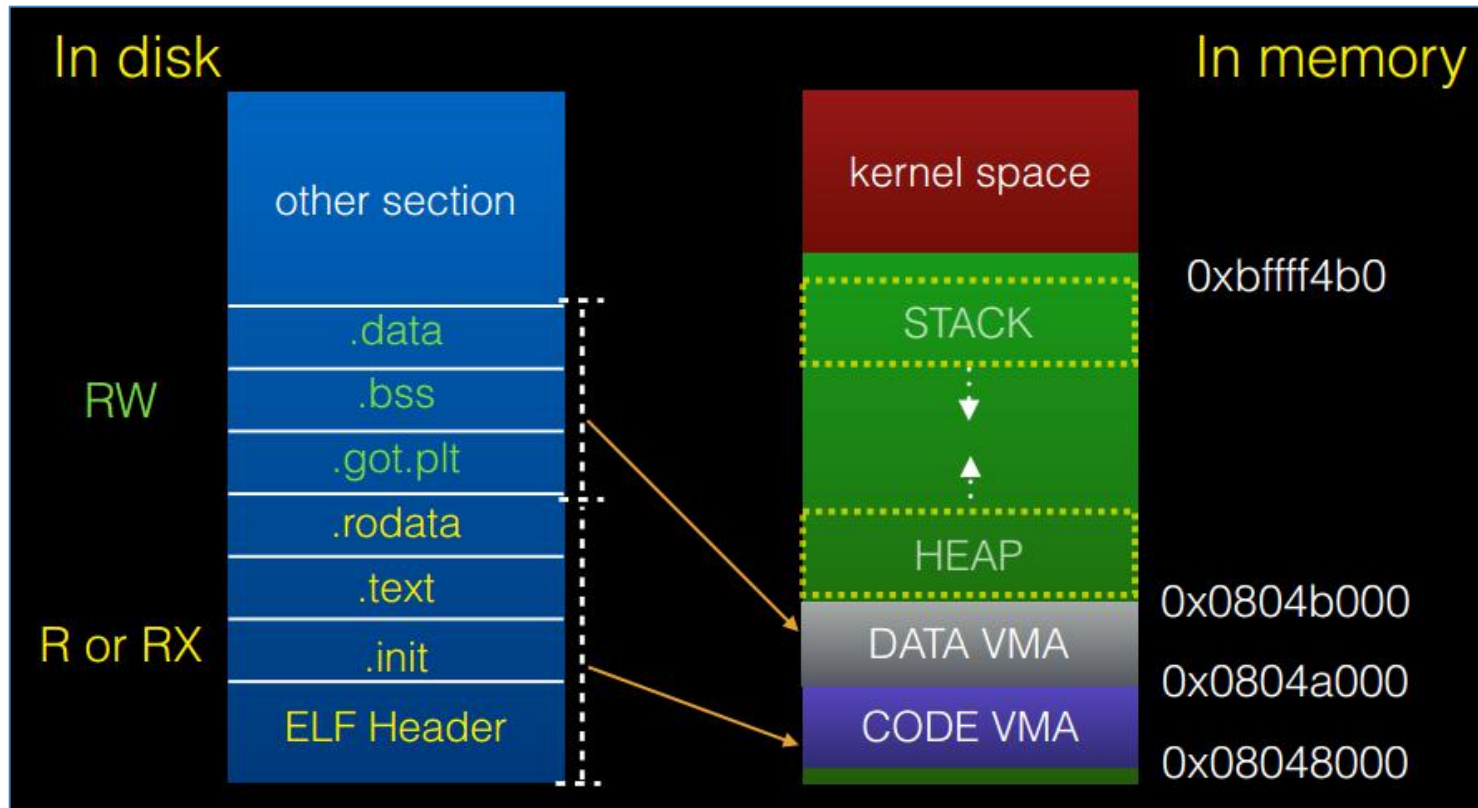 In disk
In memory
other section
.data
.bss
.got.plt
.rodata
.text
.init
ELF Header
RW
R or RX
kernel space
STACK
HEAP
DATA VMA
CODE VMA
0xbffff4b0
0x0804b000
0x0804a000
0x08048000